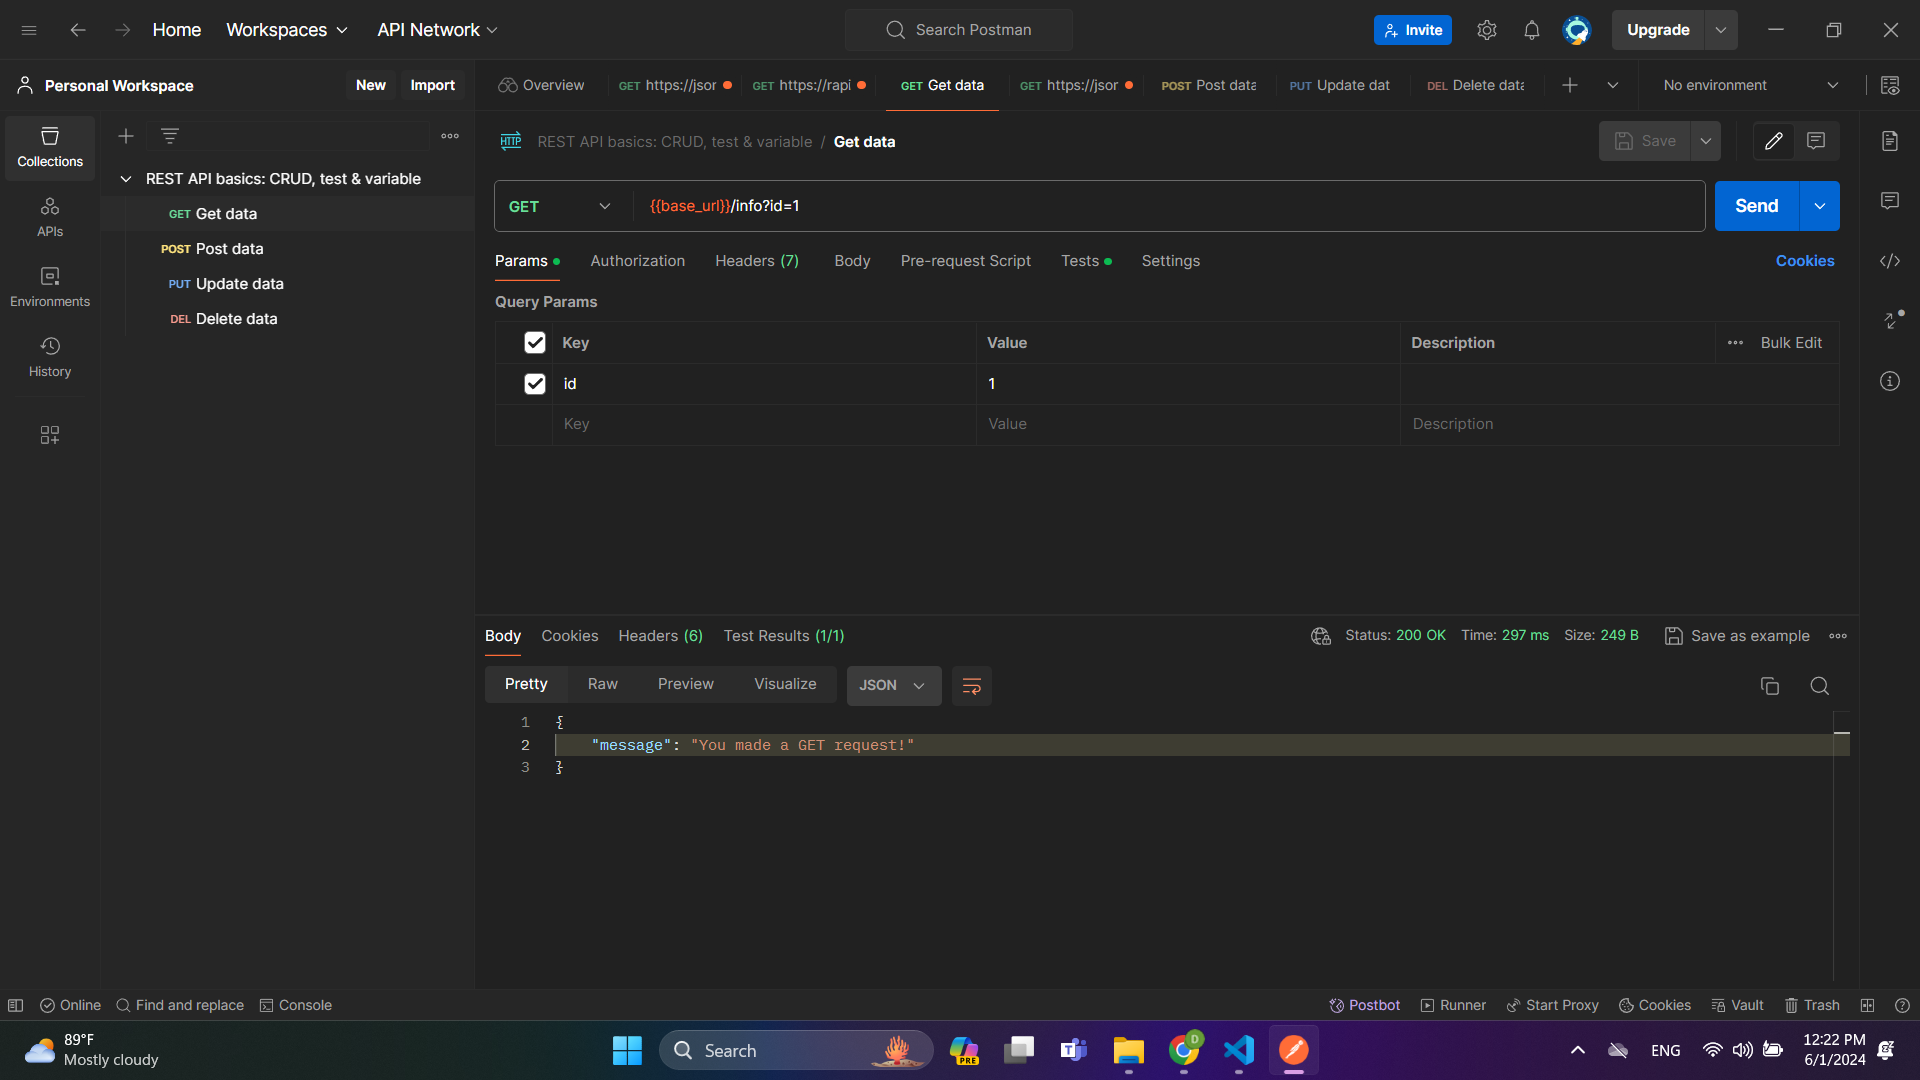 Home
Workspaces
API Network
Search Postman
Invite
Upgrade
Personal Workspace
New
Import
Overview
GET https://jsor
GET https://rapi
GET Get data
GET https://jsor
POST Post data
PUT Update dat
DEL Delete data
No environment
Collections
APIs
Environments
History
REST API basics: CRUD, test & variable
GET Get data
POST Post data
PUT Update data
DEL Delete data
HTTP REST API basics: CRUD, test & variable / Get data
Save
GET
{{base_url}}/info?id=1
Send
Params
Authorization
Headers (7)
Body
Pre-request Script
Tests
Settings
Cookies
Query Params
Key
Value
Description
Bulk Edit
id
1
Key
Value
Description
Body
Cookies
Headers (6)
Test Results (1/1)
Status: 200 OK
Time: 297 ms
Size: 249 B
Save as example
Pretty
Raw
Preview
Visualize
JSON
1 {
2 "message": "You made a GET request!"
3 }
Online
Find and replace
Console
Postbot
Runner
Start Proxy
Cookies
Vault
Trash
89°F
Mostly cloudy
Search
PRE
D
ENG
12:22 PM
6/1/2024